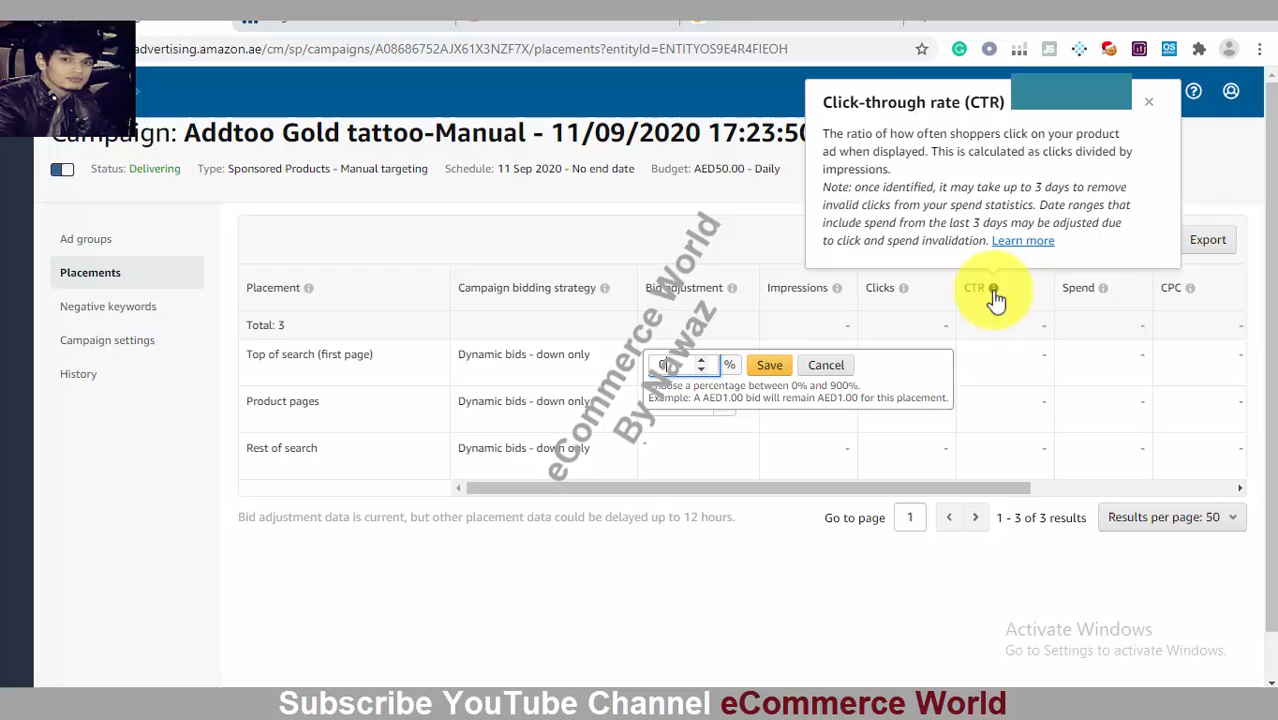 advertising.amazon.ae/cm/sp/campaigns/A08686752AJX61X3NZF7X/placements?entityId=ENTITYOS9E4R4FIEOH
Campaign: Addtoo Gold tattoo-Manual - 11/09/2020 17:23:50
Status: Delivering Type: Sponsored Products - Manual targeting Schedule: 11 Sep 2020 - No end date Budget: AED50.00 - Daily
Click-through rate (CTR)
The ratio of how often shoppers click on your product
ad when displayed. This is calculated as clicks divided by
impressions.
Note: once identified, it may take up to 3 days to remove
invalid clicks from your spend statistics. Date ranges that
include spend from the last 3 days may be adjusted due
to click and spend invalidation. Learn more
Export
Ad groups
Placements
Negative keywords
Campaign settings
History
Placement Campaign bidding strategy Bid adjustment Impressions Clicks CTR Spend CPC
Total: 3 - - - - -
Top of search (first page) Dynamic bids - down only 0 % Save Cancel - -
Choose a percentage between 0% and 900%.
Example: A AED1.00 bid will remain AED1.00 for this placement.
Product pages Dynamic bids - down only - -
Rest of search Dynamic bids - down only - - - - - -
Bid adjustment data is current, but other placement data could be delayed up to 12 hours.
Go to page 1 1 - 3 of 3 results Results per page: 50
eCommerce World
By Nawaz
Activate Windows
Go to Settings to activate Windows.
Subscribe YouTube Channel eCommerce World